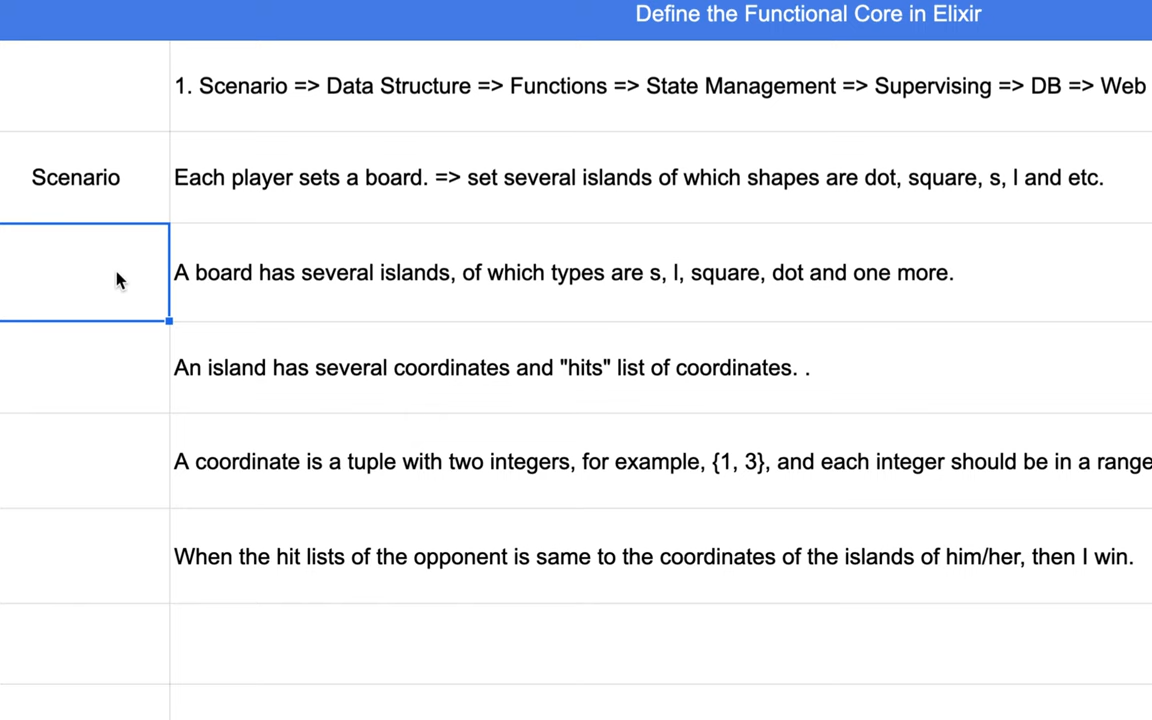 Define the Functional Core in Elixir
1. Scenario => Data Structure => Functions => State Management => Supervising => DB => Web
Scenario
Each player sets a board. => set several islands of which shapes are dot, square, s, l and etc.
A board has several islands, of which types are s, l, square, dot and one more.
An island has several coordinates and "hits" list of coordinates. .
A coordinate is a tuple with two integers, for example, {1, 3}, and each integer should be in a range
When the hit lists of the opponent is same to the coordinates of the islands of him/her, then I win.